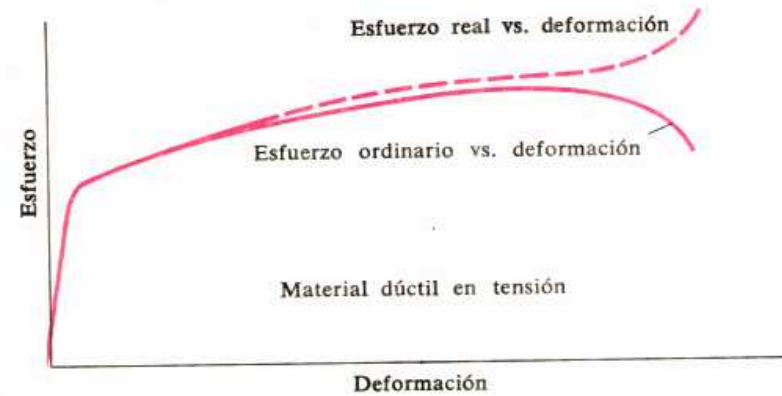 Esfuerzo real vs. deformación
Esfuerzo
Esfuerzo ordinario vs. deformación
Material dúctil en tensión
Deformación